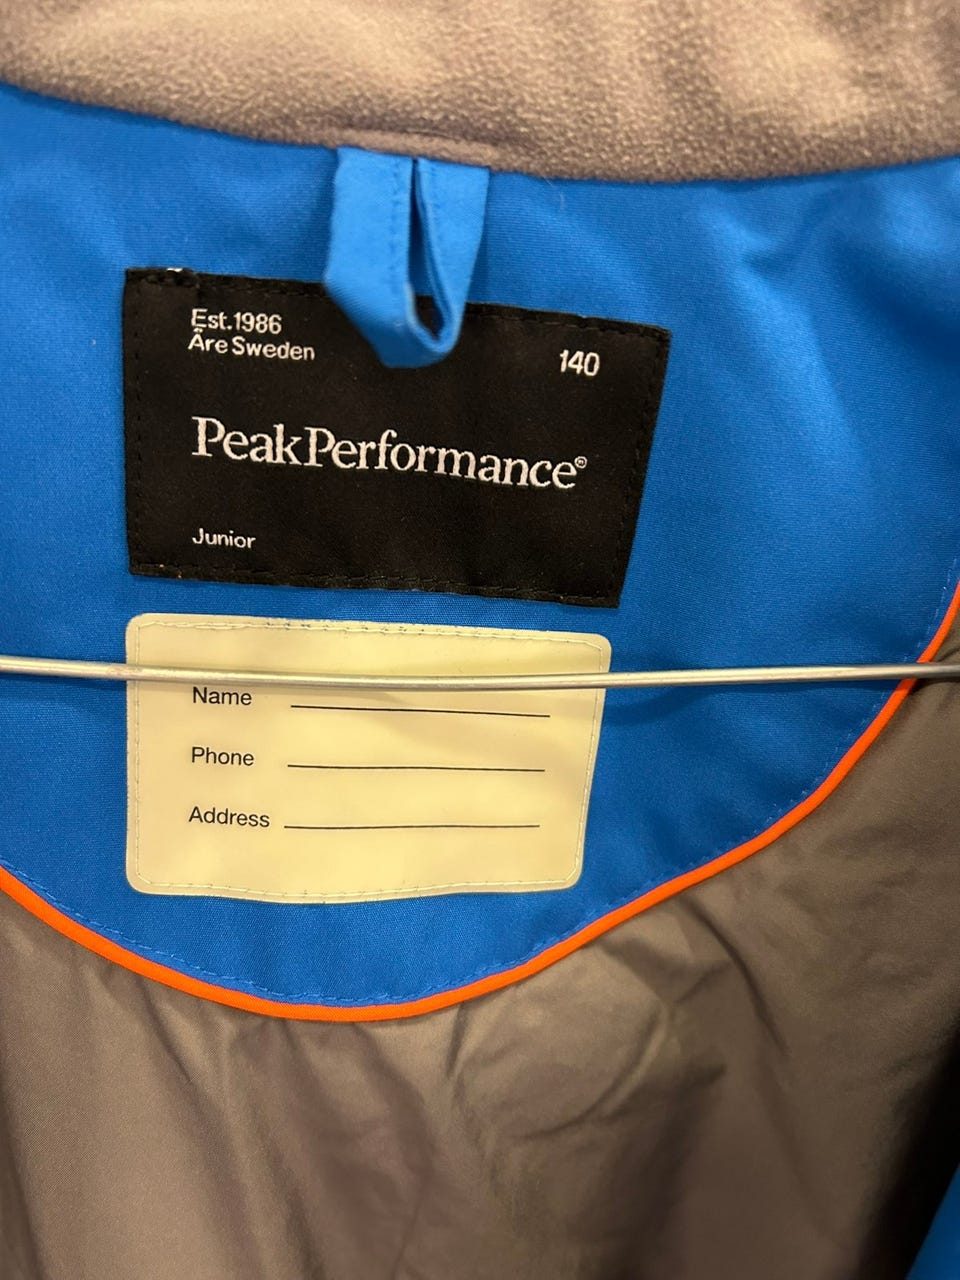 Est.1986
Åre Sweden
140
PeakPerformance®
Junior
Name
Phone
Address